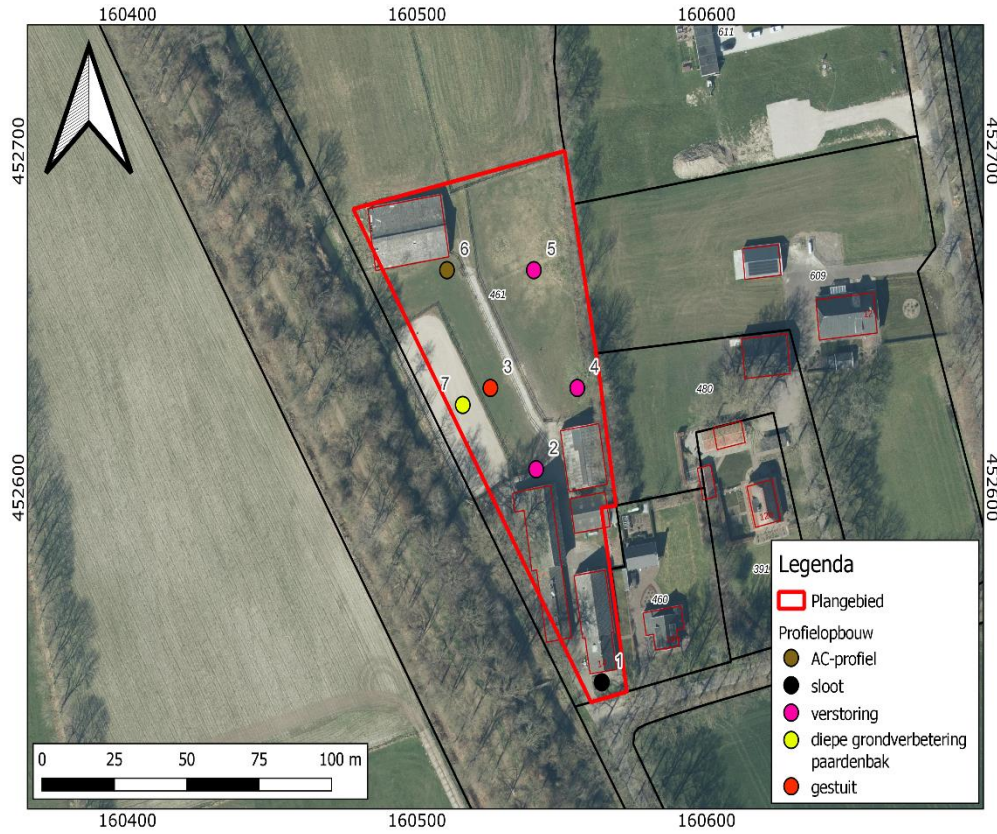 160400
160500
160600
452700
452700
611
6
5
461
609
12
3
4
7
480
2
452600
452600
12a
391
460
1
Legenda
Plangebied
Profielopbouw
AC-profiel
sloot
verstoring
diepe grondverbetering
paardenbak
gestuit
0 25 50 75 100 m
160400
160500
160600